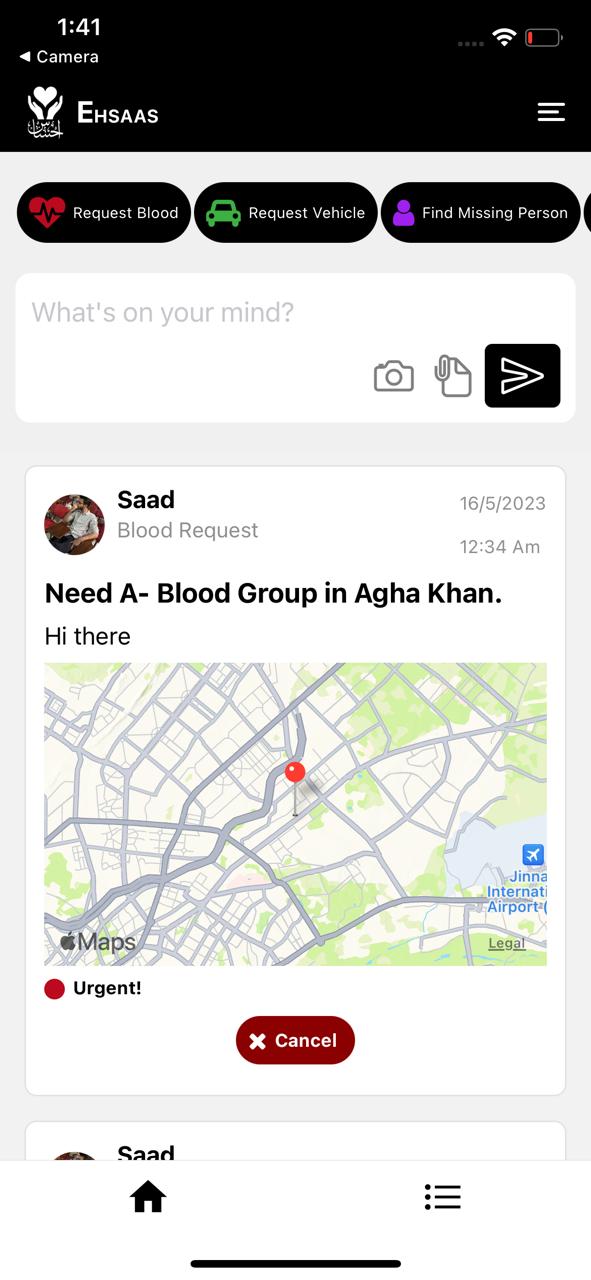 1:41
◀ Camera
احساس
EHSAAS
Request Blood
Request Vehicle
Find Missing Person
What's on your mind?
Saad
16/5/2023
Blood Request
12:34 Am
Need A- Blood Group in Agha Khan.
Hi there
Jinna
Internati
Airport (
Maps
Legal
Urgent!
Cancel
Saad